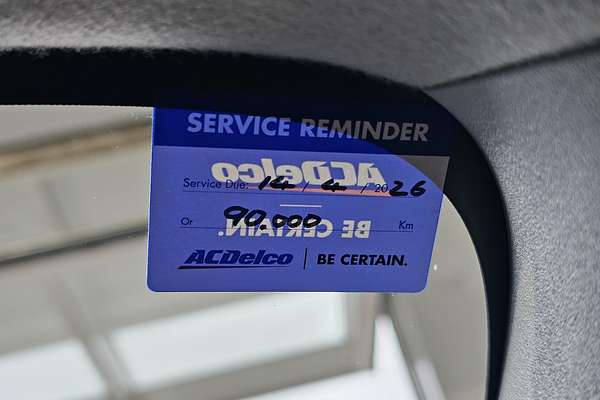 SERVICE REMINDER
ACDelco
Service Due: 14 / 4 / 2026
BE CERTAIN.
Or 90.000 Km
ACDelco | BE CERTAIN.